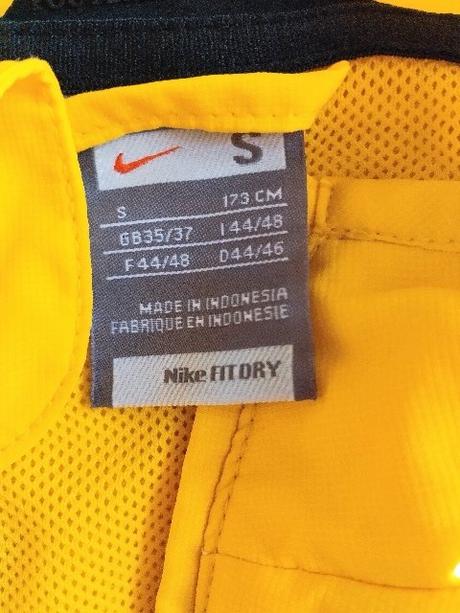 S
S 173 CM
GB35/37 I44/48
F44/48 D44/46
MADE IN INDONESIA
FABRIQUE EN INDONESIE
Nike FIT DRY